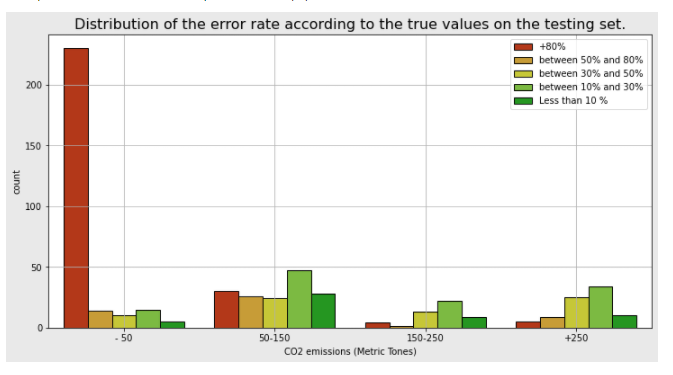 Distribution of the error rate according to the true values on the testing set.
+80%
between 50% and 80%
between 30% and 50%
between 10% and 30%
Less than 10 %
200
150
100
50
0
count
- 50
50-150
150-250
+250
CO2 emissions (Metric Tones)